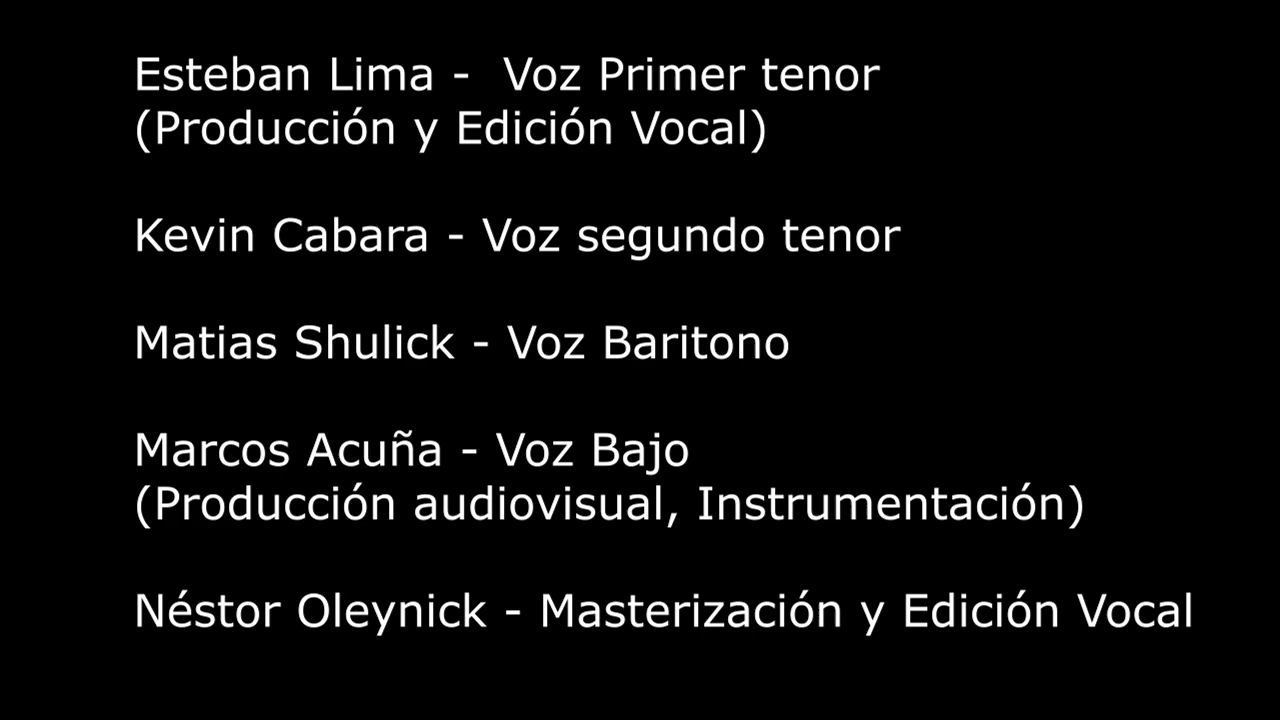 Esteban Lima -  Voz Primer tenor
(Producción y Edición Vocal)
Kevin Cabara - Voz segundo tenor
Matias Shulick - Voz Baritono
Marcos Acuña - Voz Bajo
(Producción audiovisual, Instrumentación)
Néstor Oleynick - Masterización y Edición Vocal